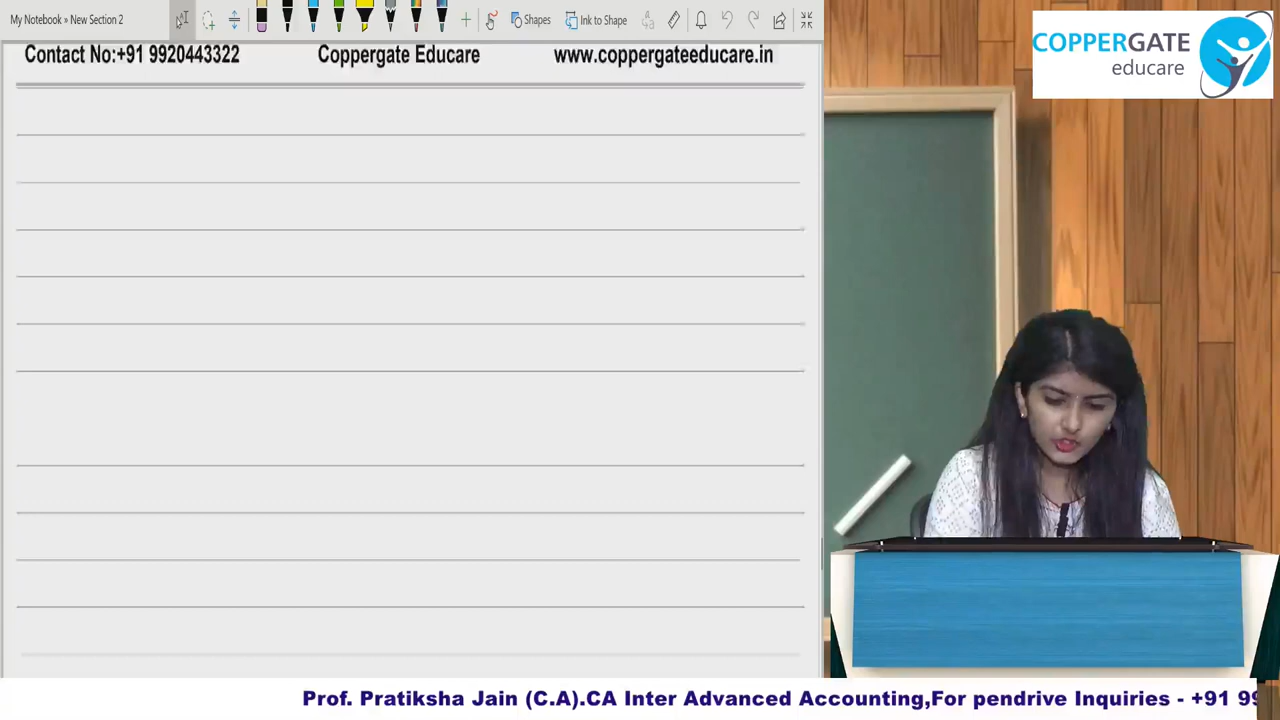 My Notebook » New Section 2
Shapes
Ink to Shape
Contact No:+91 9920443322 Coppergate Educare www.coppergateeducare.in
COPPERGATE
educare
Prof. Pratiksha Jain (C.A).CA Inter Advanced Accounting,For pendrive Inquiries - +91 99